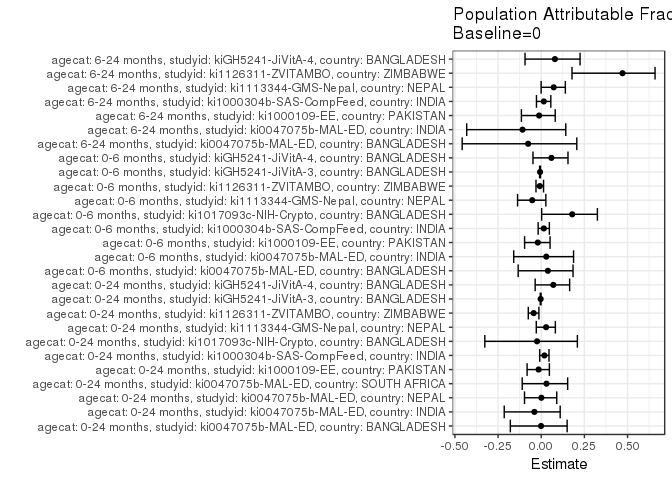 Population Attributable Frac
Baseline=0
agecat: 6-24 months, studyid: kiGH5241-JiVitA-4, country: BANGLADESH
agecat: 6-24 months, studyid: ki1126311-ZVITAMBO, country: ZIMBABWE
agecat: 6-24 months, studyid: ki1113344-GMS-Nepal, country: NEPAL
agecat: 6-24 months, studyid: ki1000304b-SAS-CompFeed, country: INDIA
agecat: 6-24 months, studyid: ki1000109-EE, country: PAKISTAN
agecat: 6-24 months, studyid: ki0047075b-MAL-ED, country: INDIA
agecat: 6-24 months, studyid: ki0047075b-MAL-ED, country: BANGLADESH
agecat: 0-6 months, studyid: kiGH5241-JiVitA-4, country: BANGLADESH
agecat: 0-6 months, studyid: kiGH5241-JiVitA-3, country: BANGLADESH
agecat: 0-6 months, studyid: ki1126311-ZVITAMBO, country: ZIMBABWE
agecat: 0-6 months, studyid: ki1113344-GMS-Nepal, country: NEPAL
agecat: 0-6 months, studyid: ki1017093c-NIH-Crypto, country: BANGLADESH
agecat: 0-6 months, studyid: ki1000304b-SAS-CompFeed, country: INDIA
agecat: 0-6 months, studyid: ki1000109-EE, country: PAKISTAN
agecat: 0-6 months, studyid: ki0047075b-MAL-ED, country: INDIA
agecat: 0-6 months, studyid: ki0047075b-MAL-ED, country: BANGLADESH
agecat: 0-24 months, studyid: kiGH5241-JiVitA-4, country: BANGLADESH
agecat: 0-24 months, studyid: kiGH5241-JiVitA-3, country: BANGLADESH
agecat: 0-24 months, studyid: ki1126311-ZVITAMBO, country: ZIMBABWE
agecat: 0-24 months, studyid: ki1113344-GMS-Nepal, country: NEPAL
agecat: 0-24 months, studyid: ki1017093c-NIH-Crypto, country: BANGLADESH
agecat: 0-24 months, studyid: ki1000304b-SAS-CompFeed, country: INDIA
agecat: 0-24 months, studyid: ki1000109-EE, country: PAKISTAN
agecat: 0-24 months, studyid: ki0047075b-MAL-ED, country: SOUTH AFRICA
agecat: 0-24 months, studyid: ki0047075b-MAL-ED, country: NEPAL
agecat: 0-24 months, studyid: ki0047075b-MAL-ED, country: INDIA
agecat: 0-24 months, studyid: ki0047075b-MAL-ED, country: BANGLADESH
-0.50 -0.25 0.00 0.25 0.50
Estimate